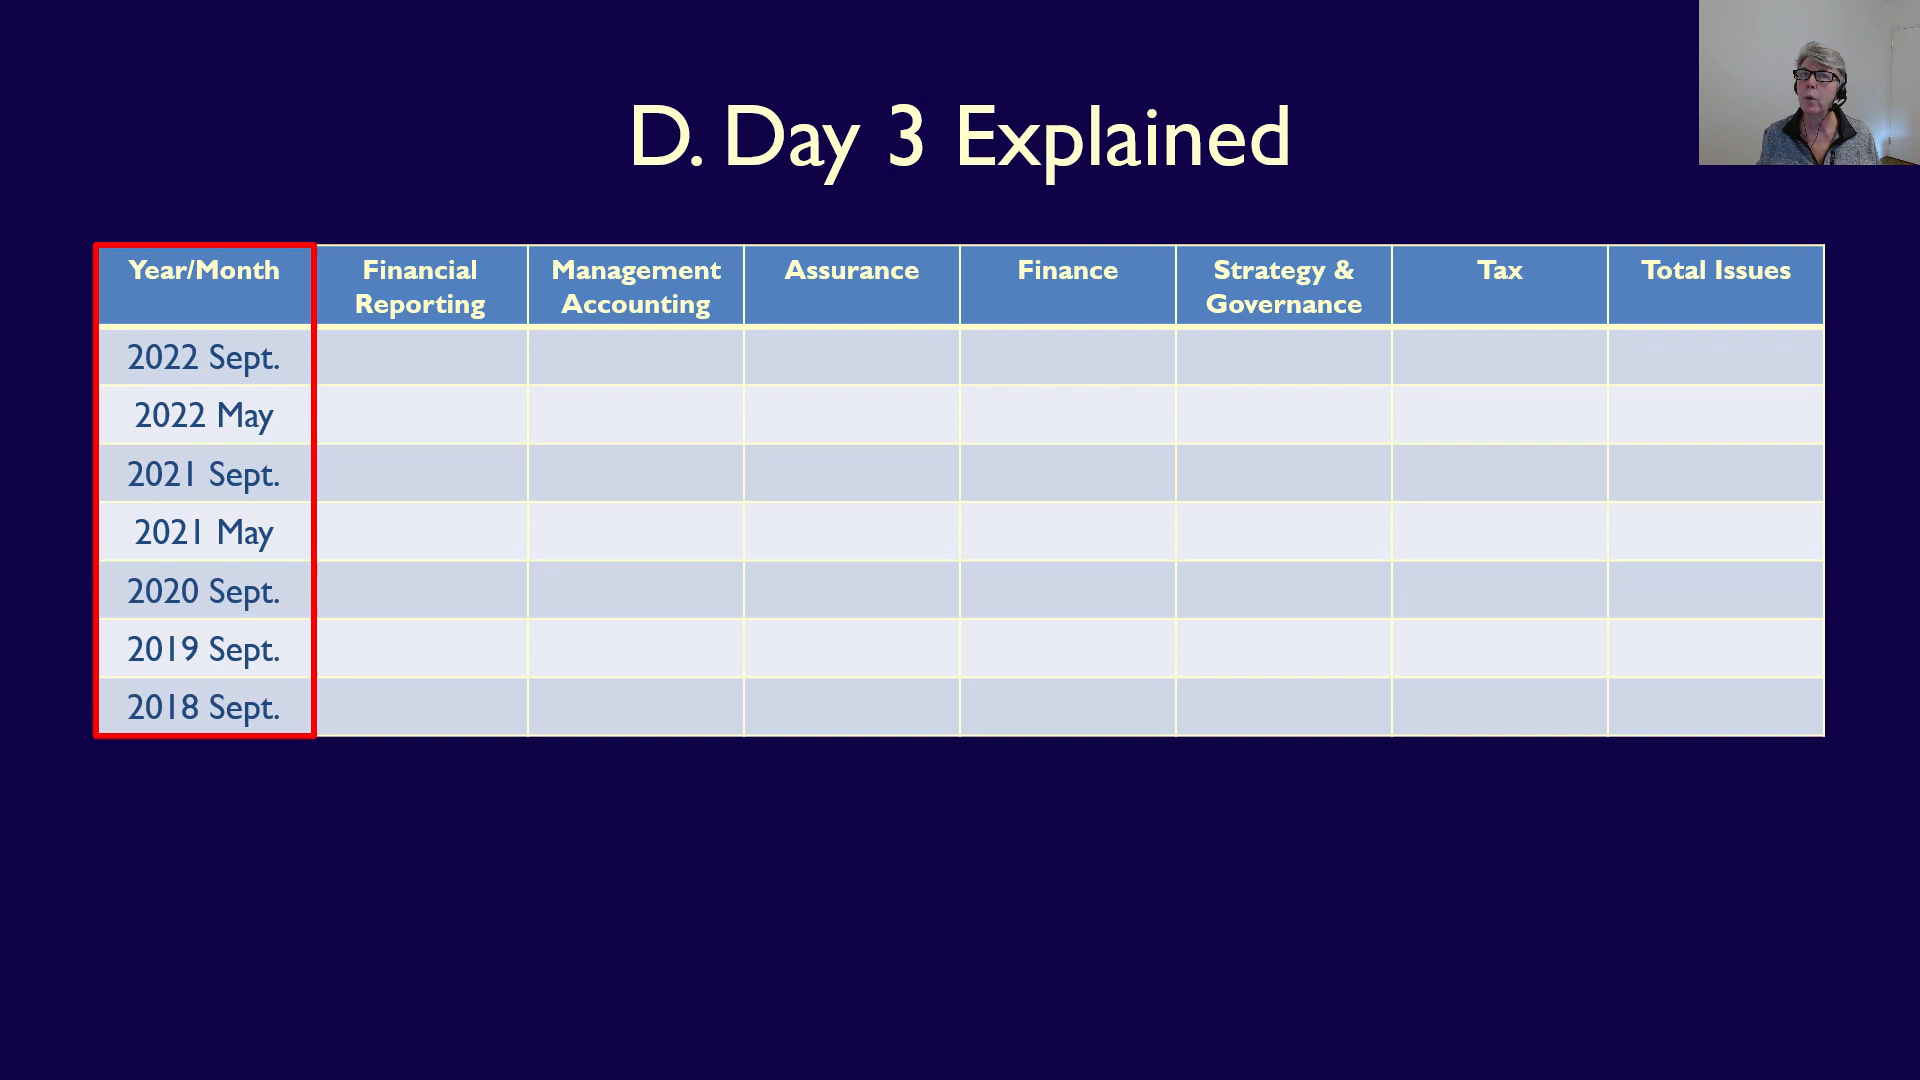 D. Day 3 Explained
Year/Month
Financial
Reporting
Management
Accounting
Assurance
Finance
Strategy &
Governance
Tax
Total Issues
2022 Sept.
2022 May
2021 Sept.
2021 May
2020 Sept.
2019 Sept.
2018 Sept.